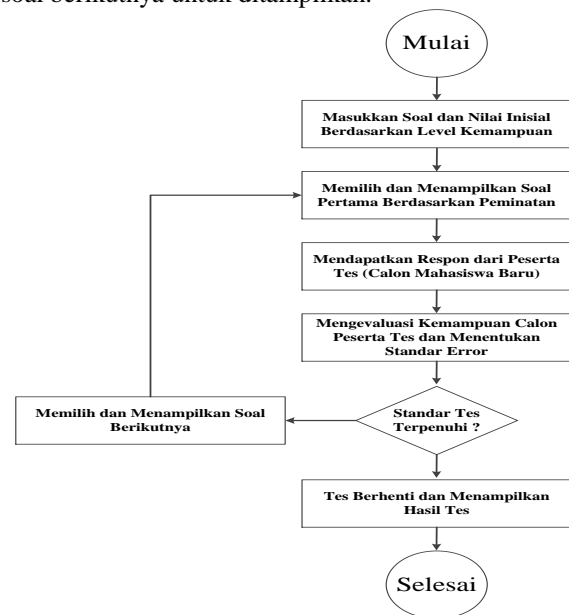 soal berikutnya untuk ditampilkan.
Mulai
Masukkan Soal dan Nilai Inisial
Berdasarkan Level Kemampuan
Memilih dan Menampilkan Soal
Pertama Berdasarkan Peminatan
Mendapatkan Respon dari Peserta
Tes (Calon Mahasiswa Baru)
Mengevaluasi Kemampuan Calon
Peserta Tes dan Menentukan
Standar Error
Standar Tes
Terpenuhi ?
Memilih dan Menampilkan Soal
Berikutnya
Tes Berhenti dan Menampilkan
Hasil Tes
Selesai